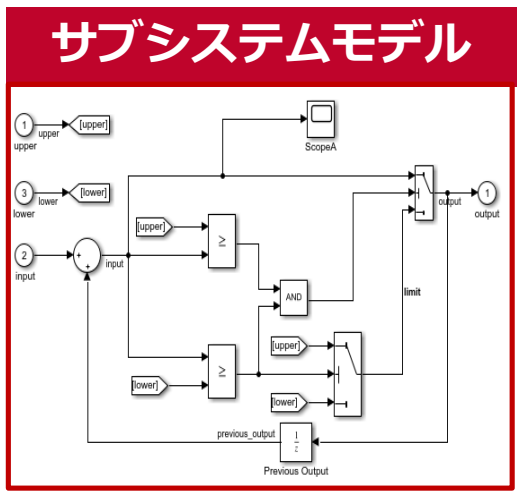 サブシステムモデル
1
upper
upper
[upper]
ScopeA
3
lower
lower
[lower]
output
1
output
[upper]
≥
2
input
+
+
input
AND
limit
[upper]
≥
[lower]
[lower]
previous_output
1
z
Previous Output